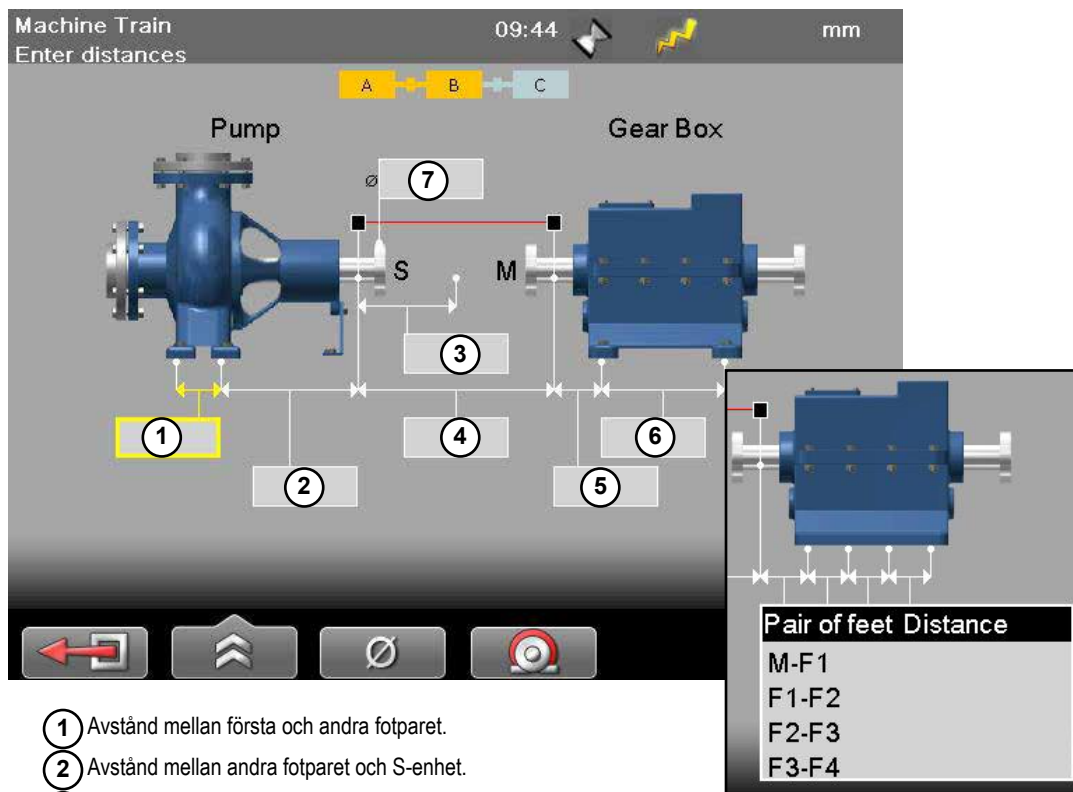 Machine Train
Enter distances
09:44
mm
A B C
Pump
Gear Box
Ø 7
S M
3
1
4
6
2
5
Ø
Pair of feet Distance
M-F1
F1-F2
F2-F3
F3-F4
1 Avstånd mellan första och andra fotparet.
2 Avstånd mellan andra fotparet och S-enhet.